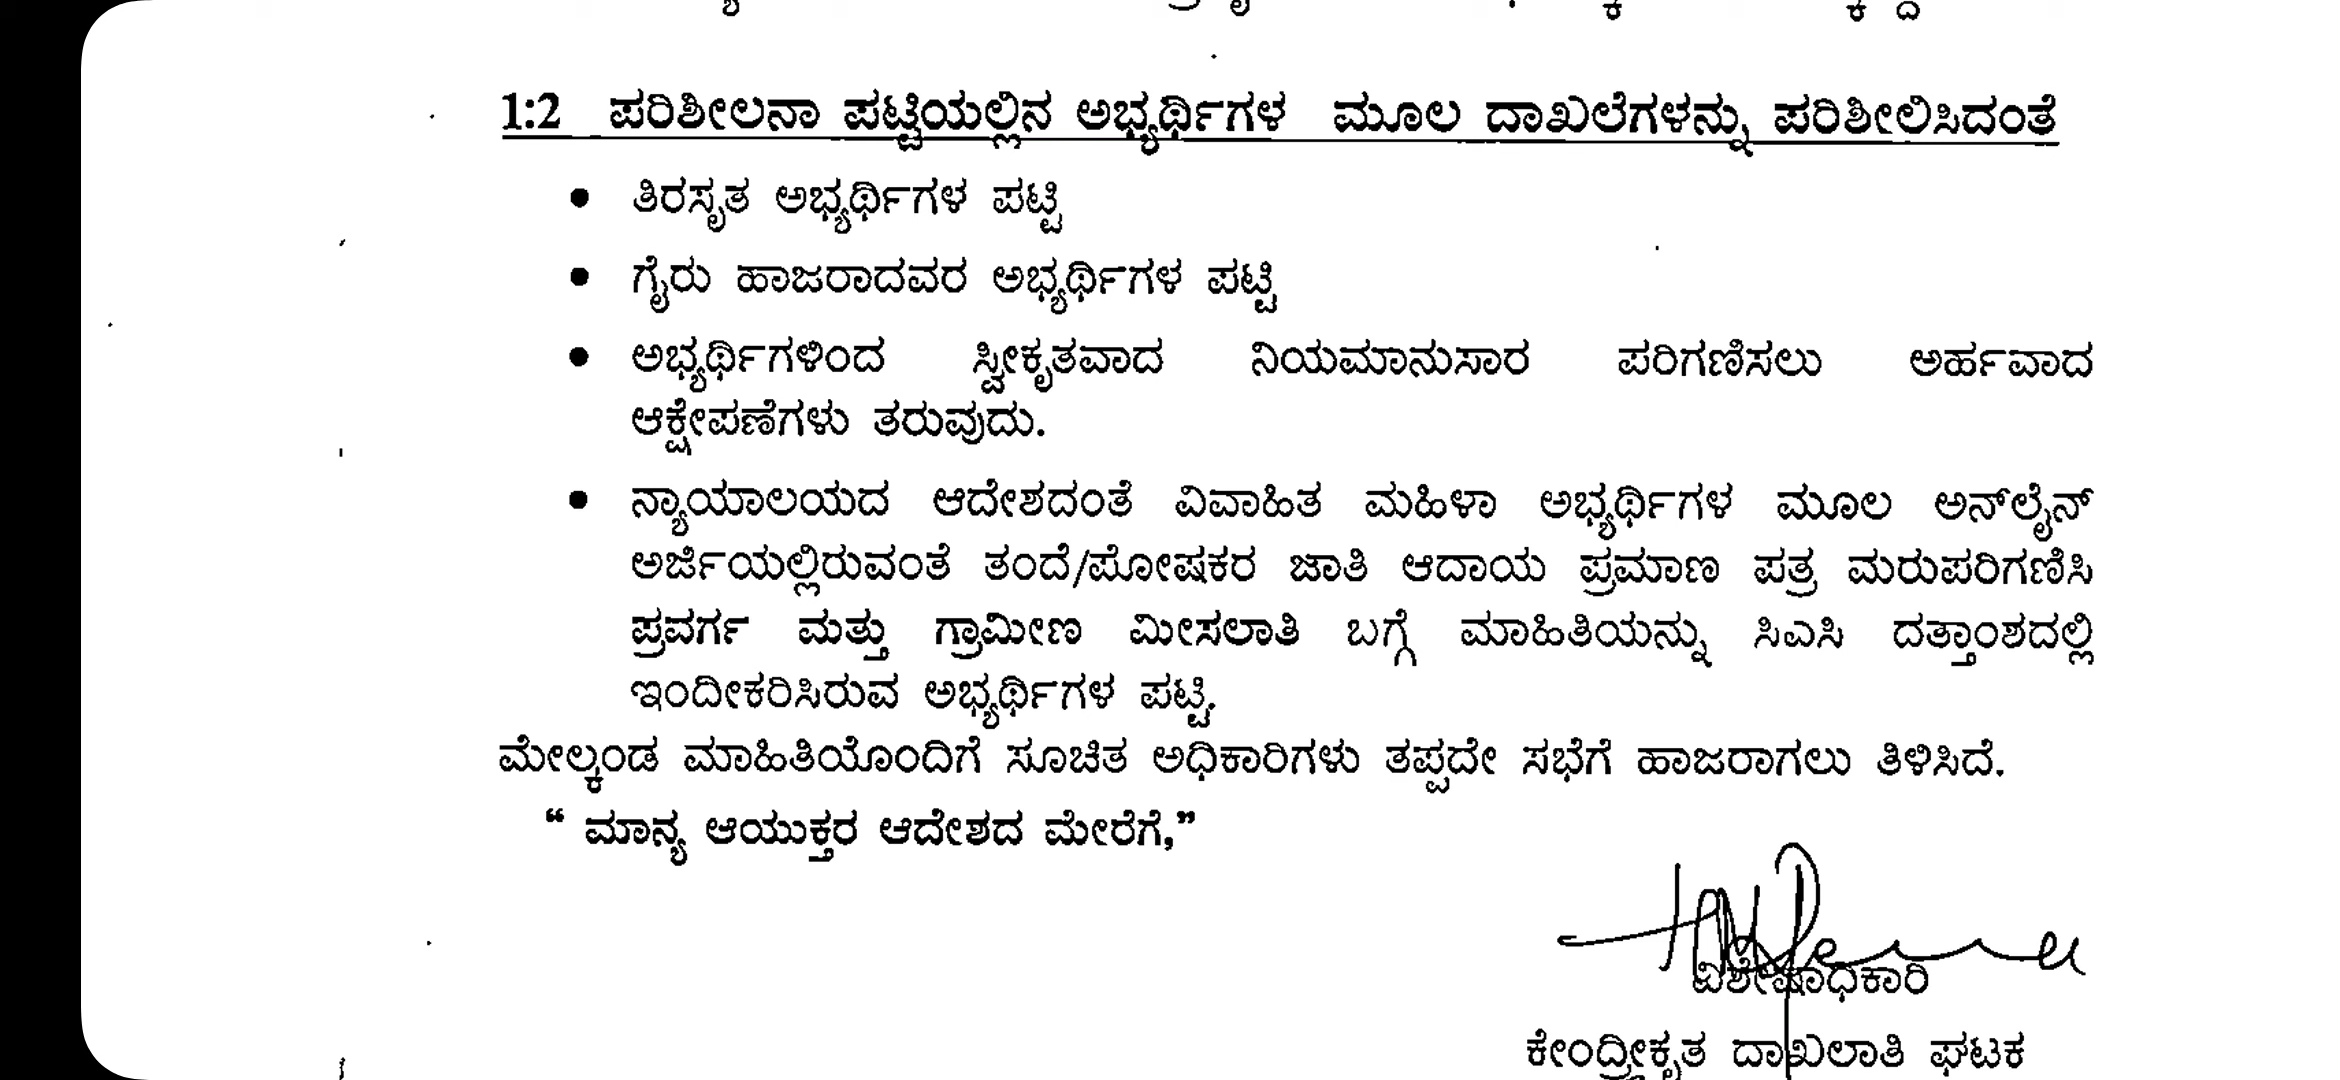 1:2 ಪರಿಶೀಲನಾ ಪಟ್ಟಿಯಲ್ಲಿನ ಅಭ್ಯರ್ಥಿಗಳ ಮೂಲ ದಾಖಲೆಗಳನ್ನು ಪರಿಶೀಲಿಸಿದಂತೆ
• ತಿರಸೃತ ಅಭ್ಯರ್ಥಿಗಳ ಪಟ್ಟಿ
• ಗೈರು ಹಾಜರಾದವರ ಅಭ್ಯರ್ಥಿಗಳ ಪಟ್ಟಿ
• ಅಭ್ಯರ್ಥಿಗಳಿಂದ ಸ್ವೀಕೃತವಾದ ನಿಯಮಾನುಸಾರ ಪರಿಗಣಿಸಲು ಅರ್ಹವಾದ
ಆಕ್ಷೇಪಣೆಗಳು ತರುವುದು.
• ನ್ಯಾಯಾಲಯದ ಆದೇಶದಂತೆ ವಿವಾಹಿತ ಮಹಿಳಾ ಅಭ್ಯರ್ಥಿಗಳ ಮೂಲ ಅನ್‌ಲೈನ್
ಅರ್ಜಿಯಲ್ಲಿರುವಂತೆ ತಂದೆ/ಪೋಷಕರ ಜಾತಿ ಆದಾಯ ಪ್ರಮಾಣ ಪತ್ರ ಮರುಪರಿಗಣಿಸಿ
ಪ್ರವರ್ಗ ಮತ್ತು ಗ್ರಾಮೀಣ ಮೀಸಲಾತಿ ಬಗ್ಗೆ ಮಾಹಿತಿಯನ್ನು ಸಿಎಸಿ ದತ್ತಾಂಶದಲ್ಲಿ
ಇಂದೀಕರಿಸಿರುವ ಅಭ್ಯರ್ಥಿಗಳ ಪಟ್ಟಿ.
ಮೇಲ್ಕಂಡ ಮಾಹಿತಿಯೊಂದಿಗೆ ಸೂಚಿತ ಅಧಿಕಾರಿಗಳು ತಪ್ಪದೇ ಸಭೆಗೆ ಹಾಜರಾಗಲು ತಿಳಿಸಿದೆ.
“ ಮಾನ್ಯ ಆಯುಕ್ತರ ಆದೇಶದ ಮೇರೆಗೆ,”
ವಿಶೇಷಾಧಿಕಾರಿ
ಕೇಂದ್ರೀಕೃತ ದಾಖಲಾತಿ ಘಟಕ